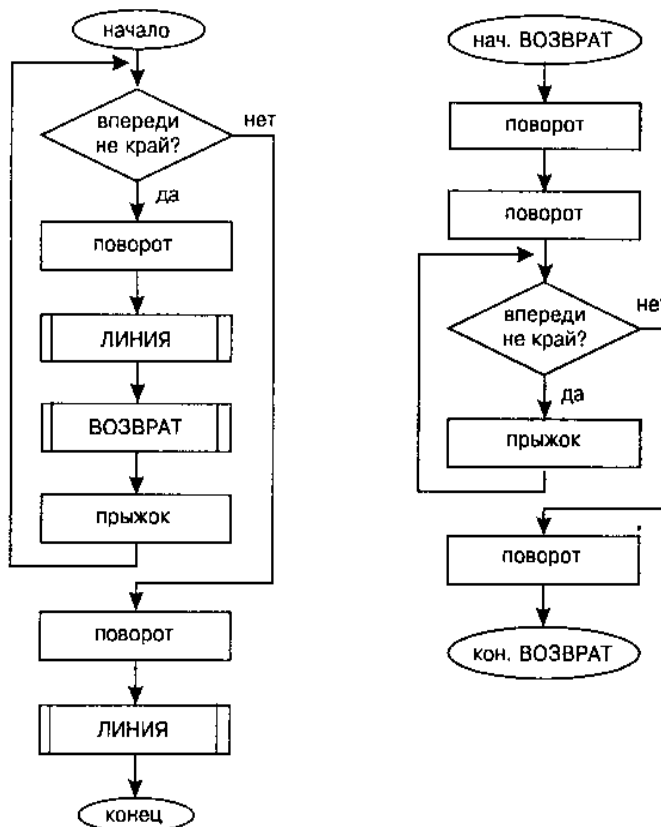 начало
впереди
не край?
нет
да
поворот
ЛИНИЯ
ВОЗВРАТ
прыжок
поворот
ЛИНИЯ
конец
нач. ВОЗВРАТ
поворот
поворот
впереди
не край?
нет
да
прыжок
поворот
кон. ВОЗВРАТ